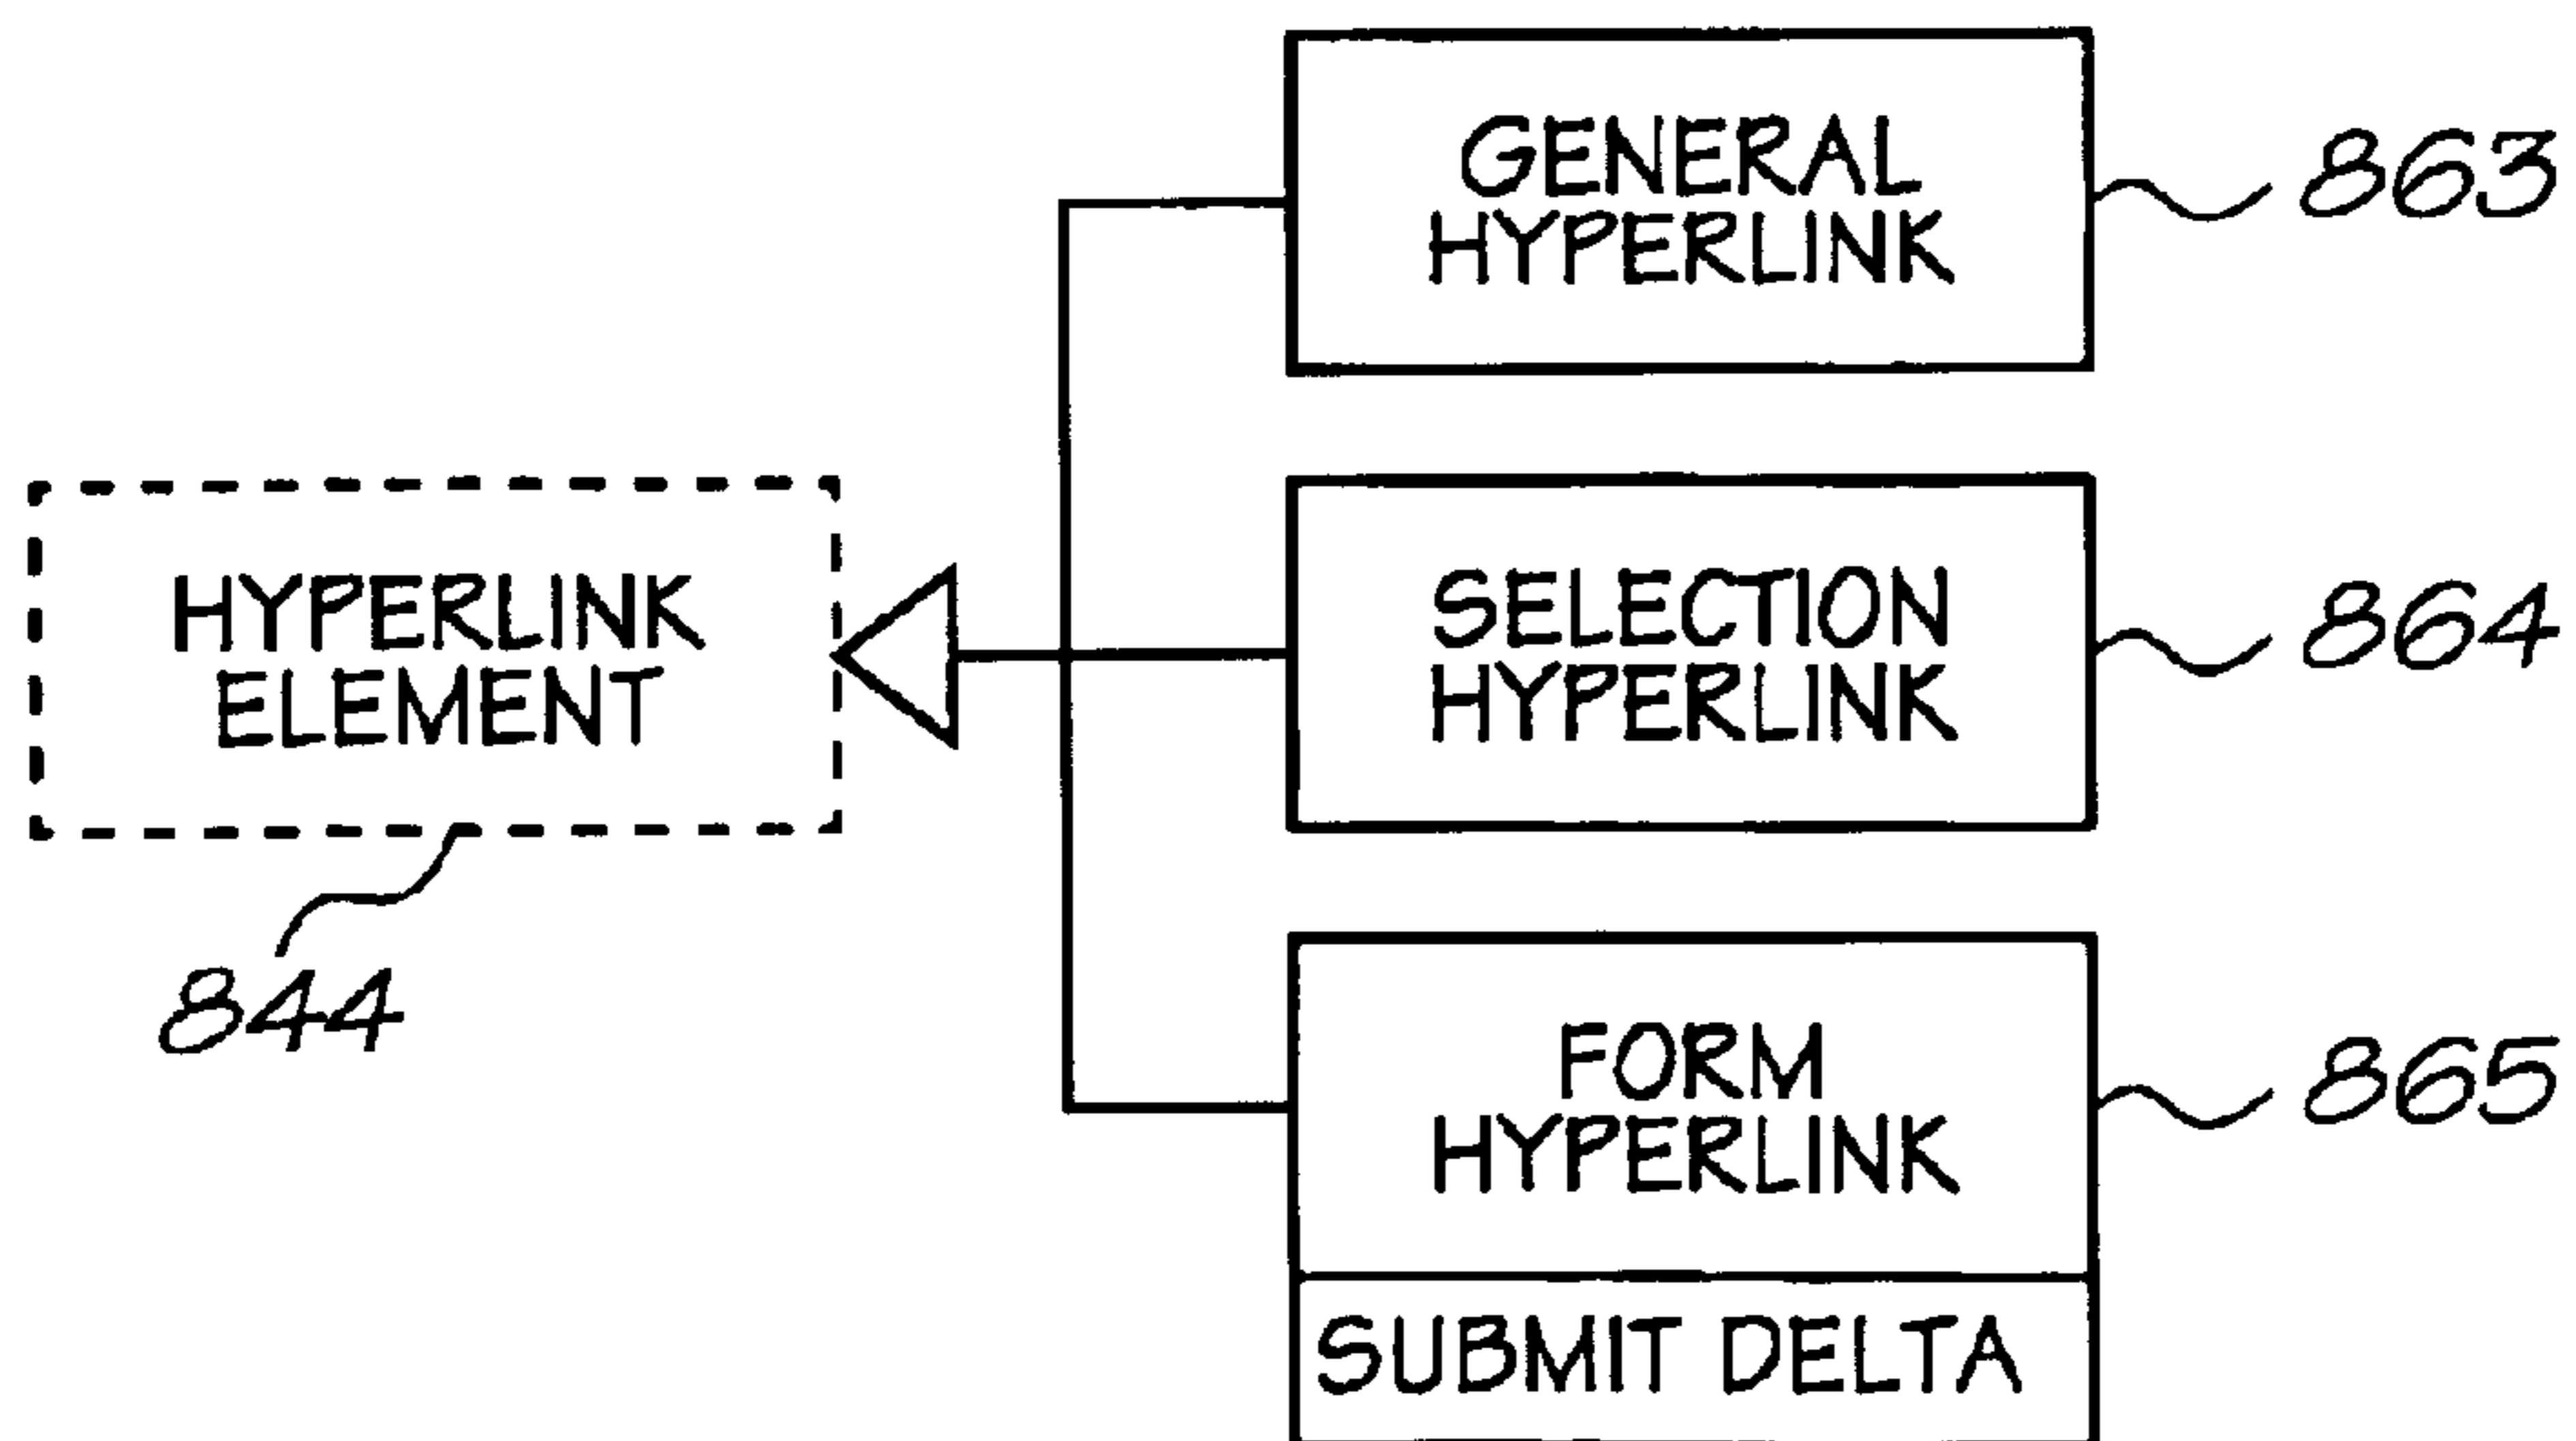 GENERAL
HYPERLINK
863
HYPERLINK
ELEMENT
844
SELECTION
HYPERLINK
864
FORM
HYPERLINK
865
SUBMIT DELTA